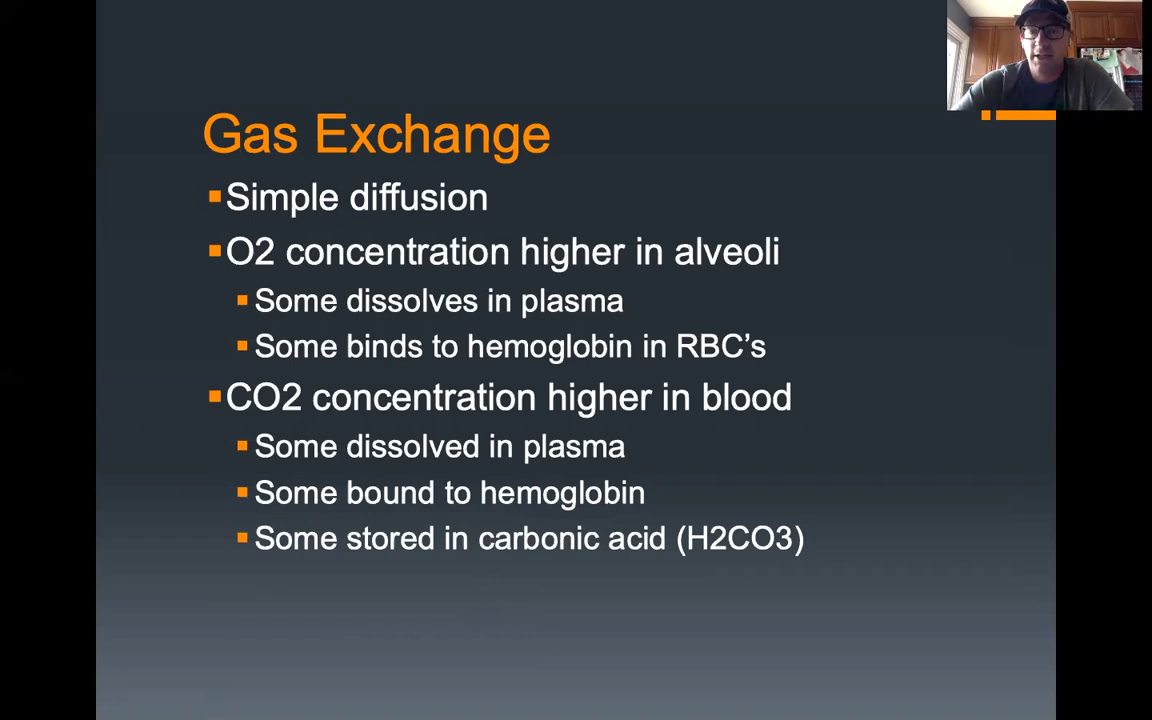 Gas Exchange
Simple diffusion
O2 concentration higher in alveoli
Some dissolves in plasma
Some binds to hemoglobin in RBC’s
CO2 concentration higher in blood
Some dissolved in plasma
Some bound to hemoglobin
Some stored in carbonic acid (H2CO3)